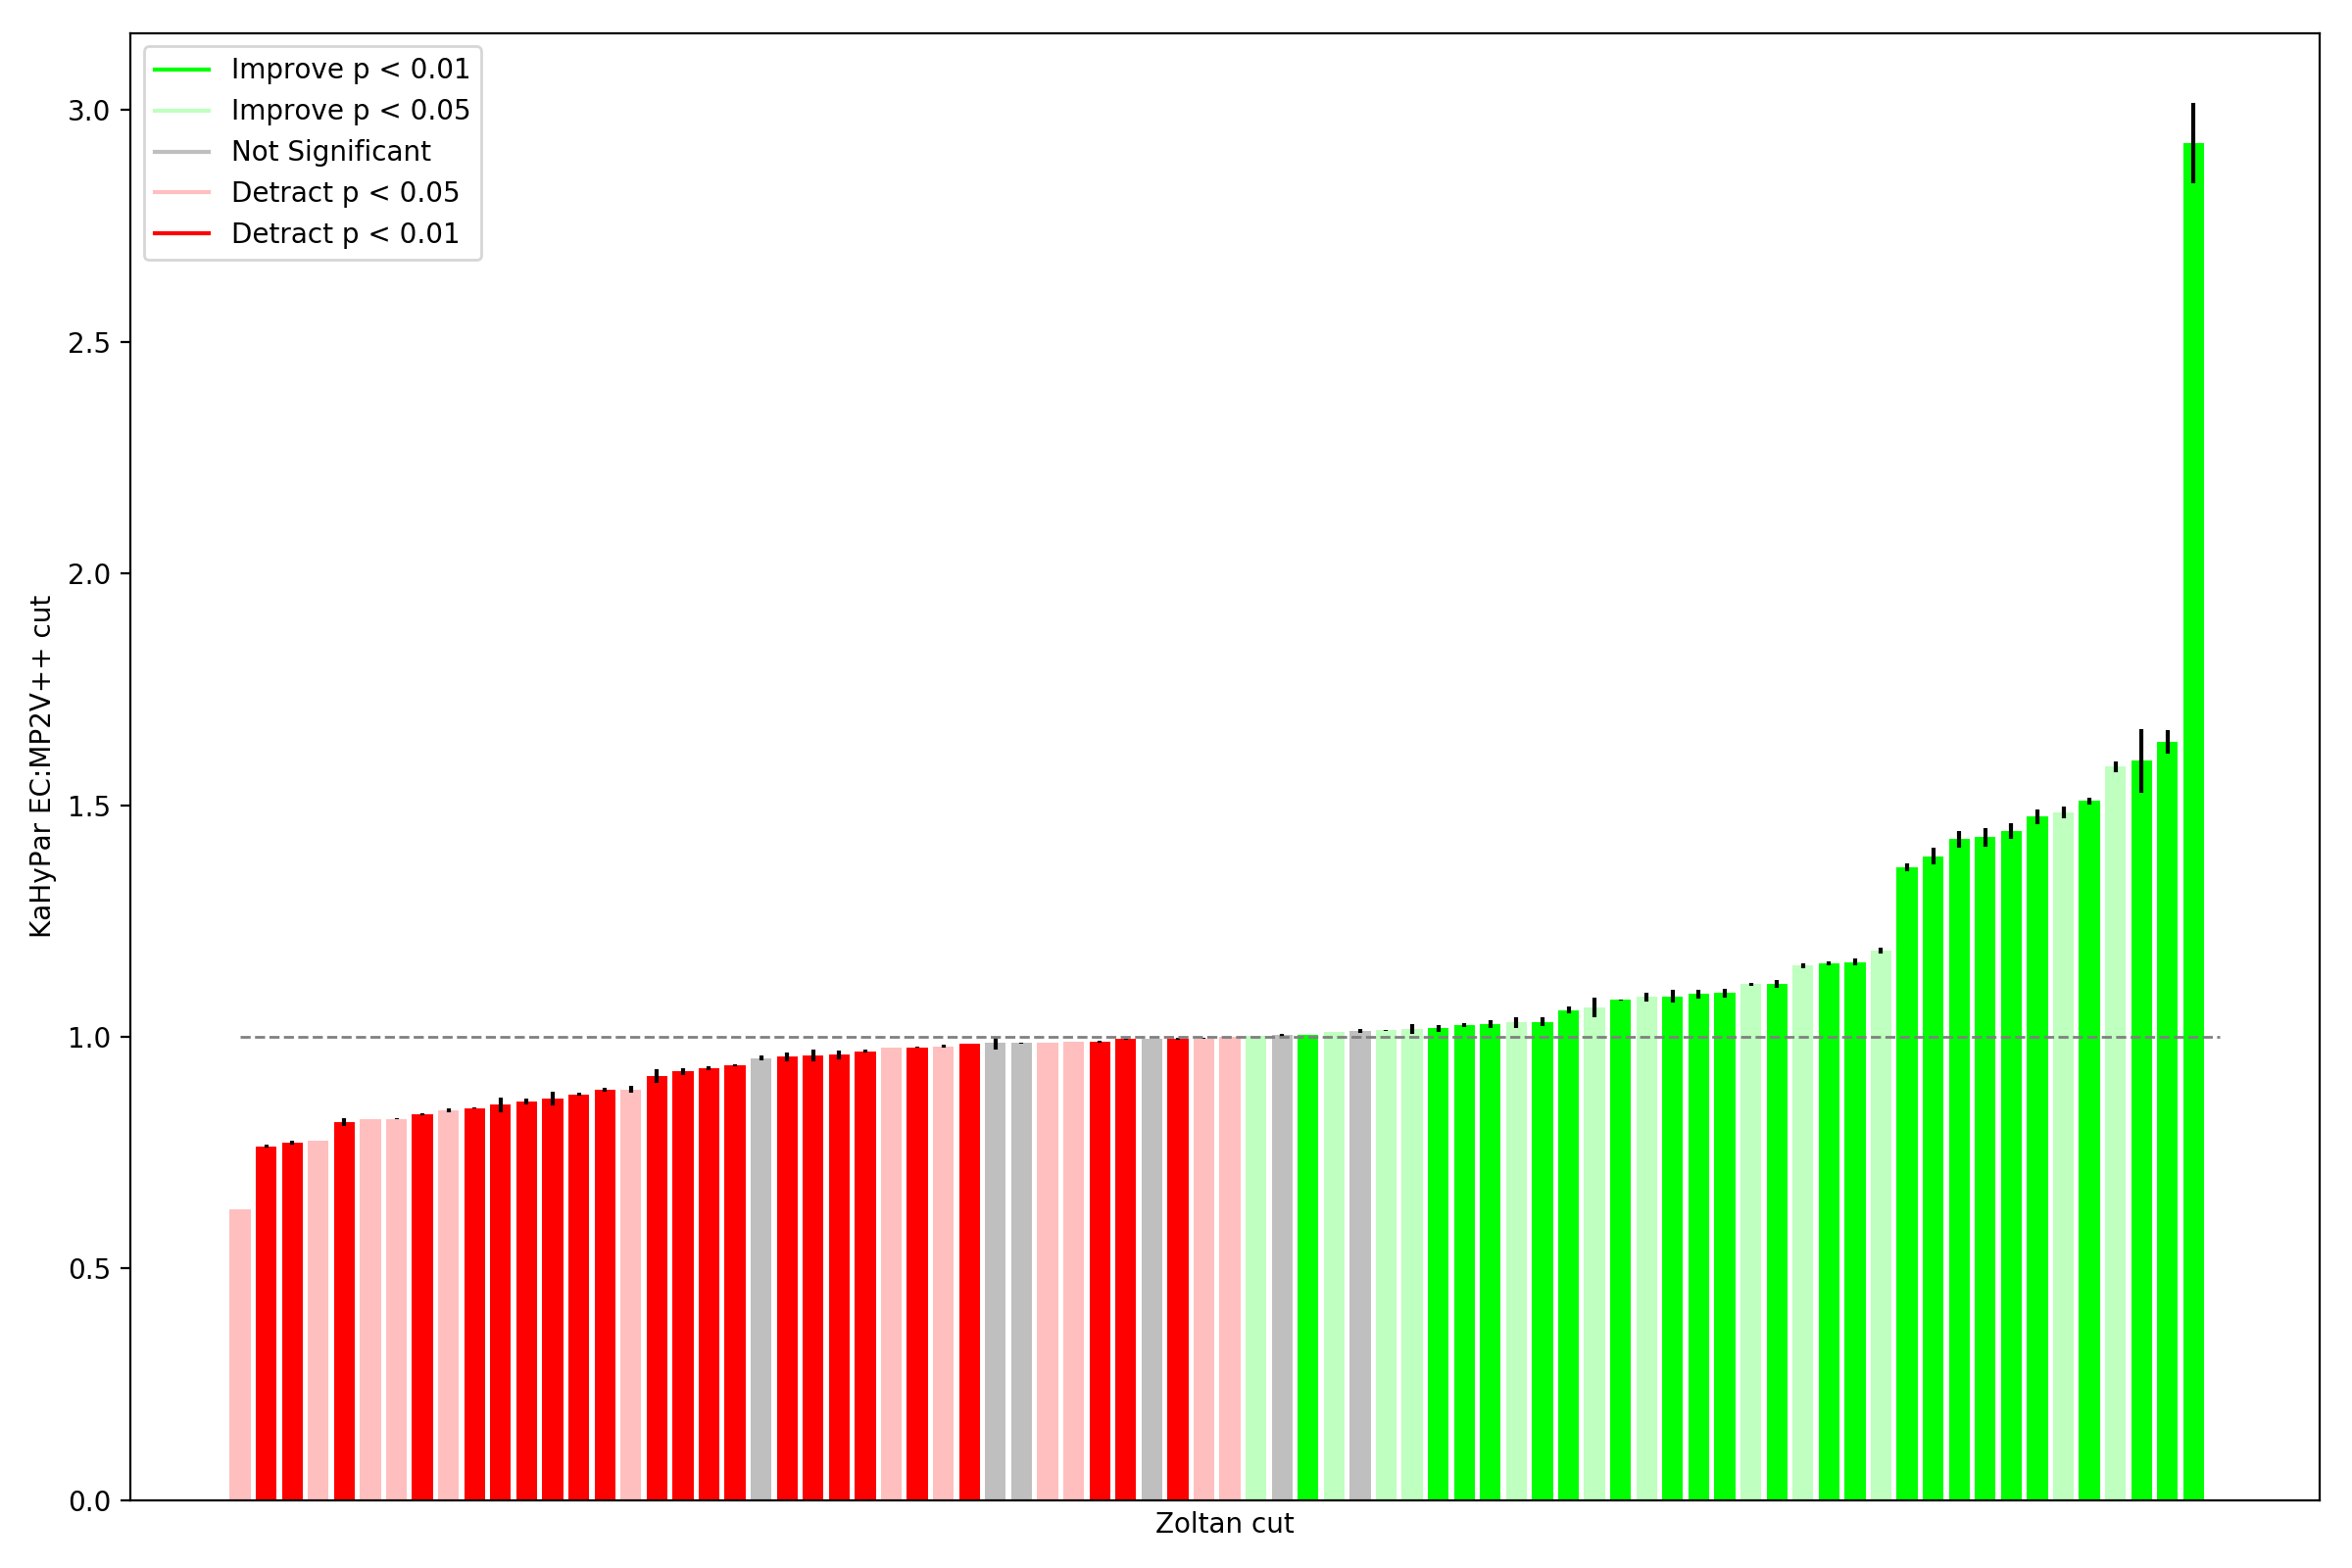 Improve p < 0.01
Improve p < 0.05
Not Significant
Detract p < 0.05
Detract p < 0.01
3.0
2.5
2.0
1.5
1.0
0.5
0.0
KaHyPar EC:MP2V++ cut
Zoltan cut